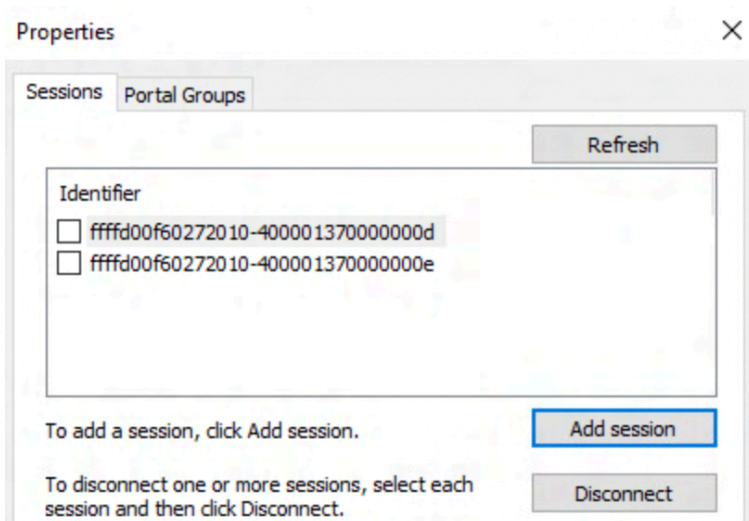 Properties
Sessions Portal Groups
Refresh
Identifier
ffffd00f60272010-400001370000000d
ffffd00f60272010-400001370000000e
To add a session, click Add session.
Add session
To disconnect one or more sessions, select each
session and then click Disconnect.
Disconnect